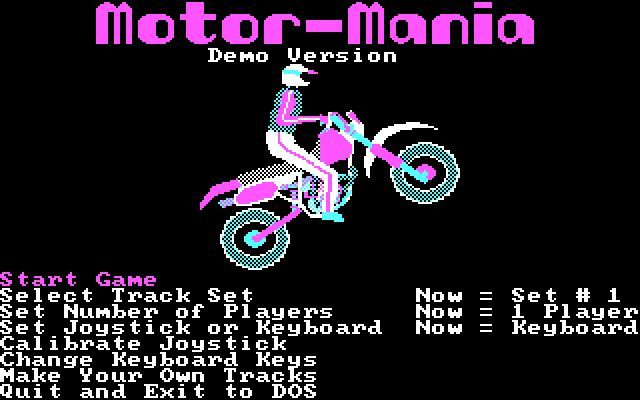 Motor-Mania
Demo Version
Start Game
Select Track Set Now = Set # 1
Set Number of Players Now = 1 Player
Set Joystick or Keyboard Now = Keyboard
Calibrate Joystick
Change Keyboard Keys
Make Your Own Tracks
Quit and Exit to DOS